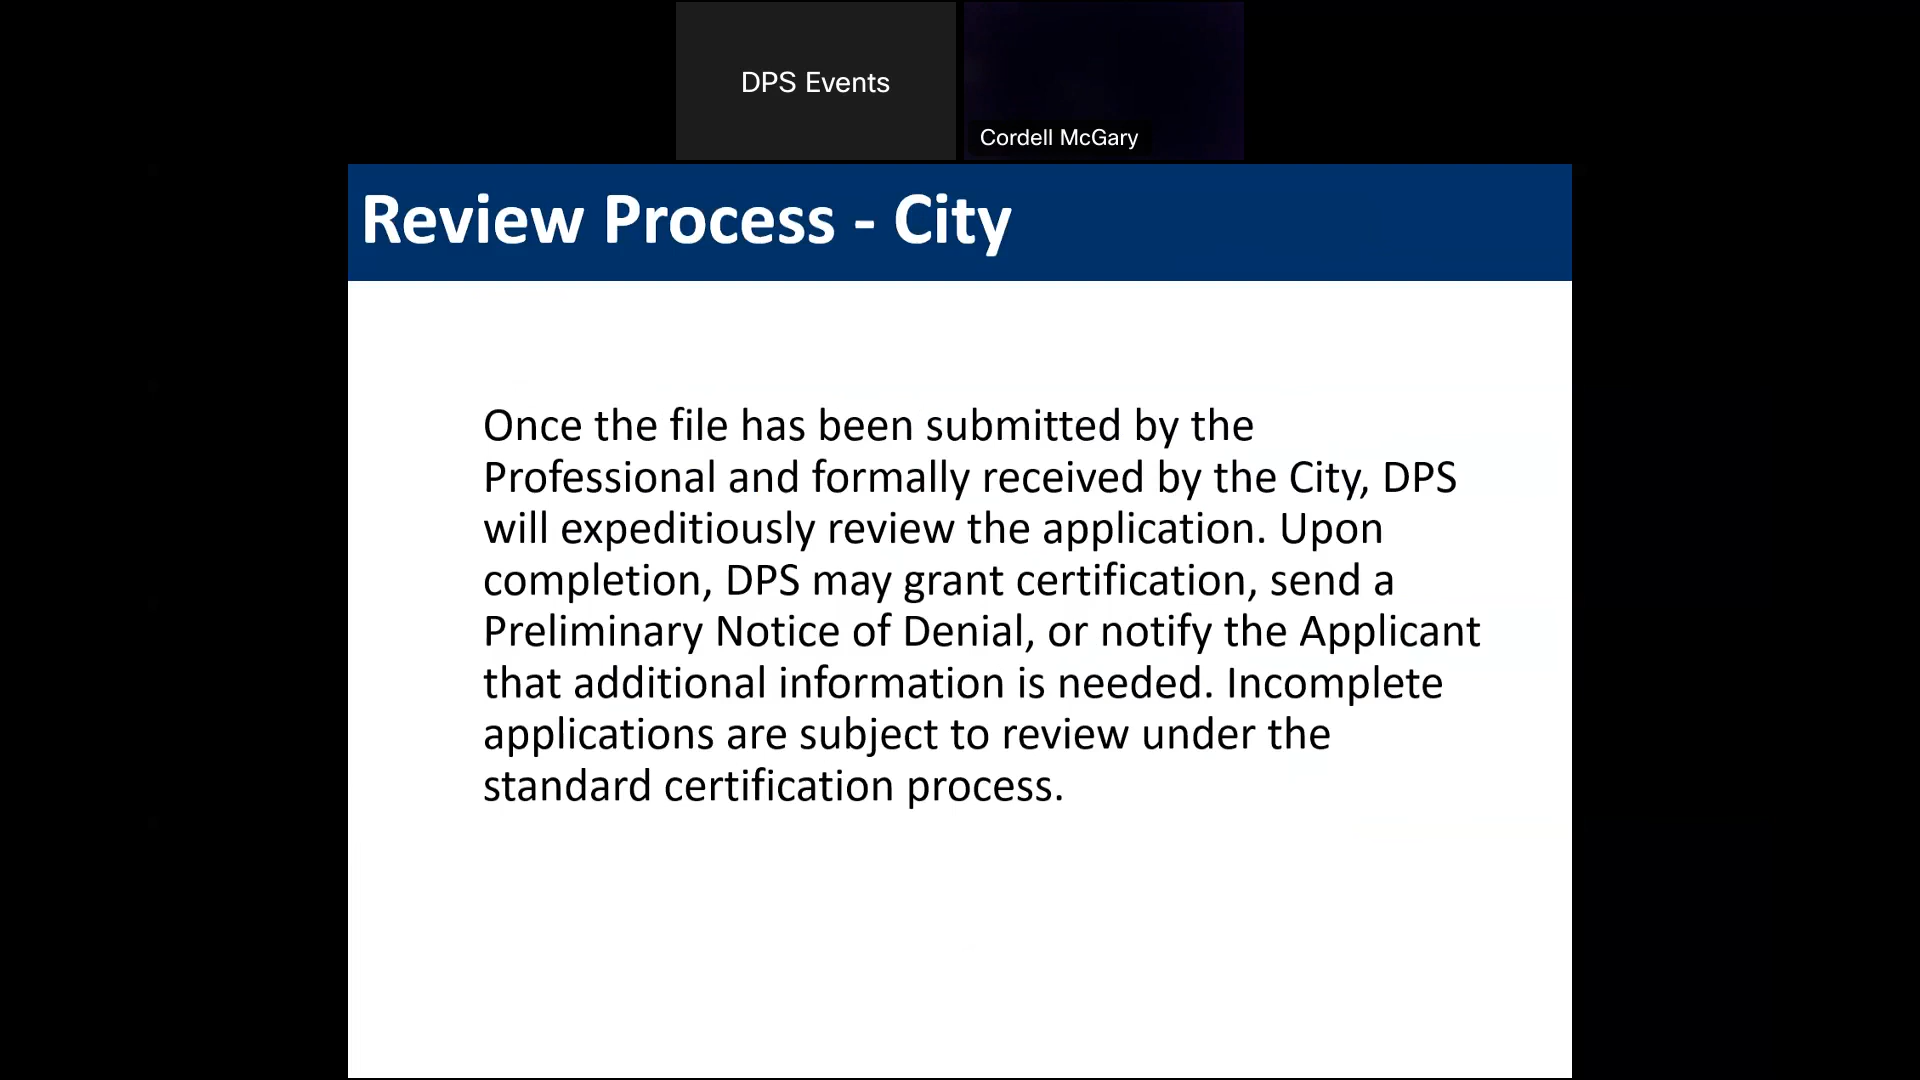 DPS Events
Cordell McGary
Review Process - City
Once the file has been submitted by the
Professional and formally received by the City, DPS
will expeditiously review the application. Upon
completion, DPS may grant certification, send a
Preliminary Notice of Denial, or notify the Applicant
that additional information is needed. Incomplete
applications are subject to review under the
standard certification process.